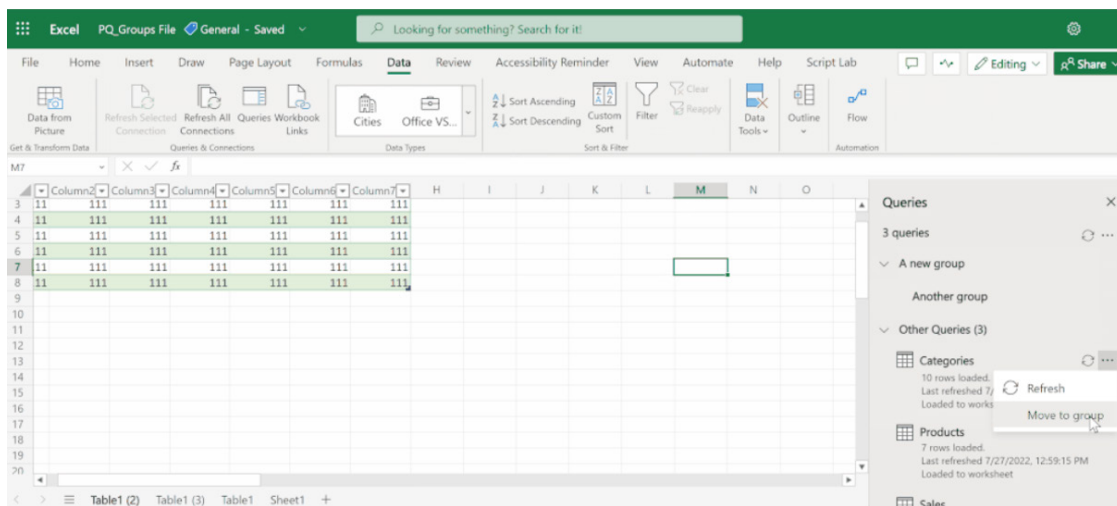 Excel PQ_Groups File General - Saved Looking for something? Search for it!
File Home Insert Draw Page Layout Formulas Data Review Accessibility Reminder View Automate Help Script Lab Editing Share
Data from Picture
Refresh Selected Connection
Refresh All Connections
Queries
Workbook Links
Cities
Office VS...
Sort Ascending
Sort Descending
Custom Sort
Filter
Clear
Reapply
Data Tools
Outline
Flow
Get & Transform Data Queries & Connections Data Types Sort & Filter Automation
M7 fx
Column2 Column3 Column4 Column5 Column6 Column7 H I J K L M N O
3 11 111 111 111 111 111 111
4 11 111 111 111 111 111 111
5 11 111 111 111 111 111 111
6 11 111 111 111 111 111 111
7 11 111 111 111 111 111 111
8 11 111 111 111 111 111 111
9
10
11
12
13
14
15
16
17
18
19
20
Table1 (2) Table1 (3) Table1 Sheet1 +
Queries
3 queries
A new group
Another group
Other Queries (3)
Categories
10 rows loaded.
Last refreshed 7/
Loaded to works
Refresh
Move to group
Products
7 rows loaded.
Last refreshed 7/27/2022, 12:59:15 PM
Loaded to worksheet
Sales